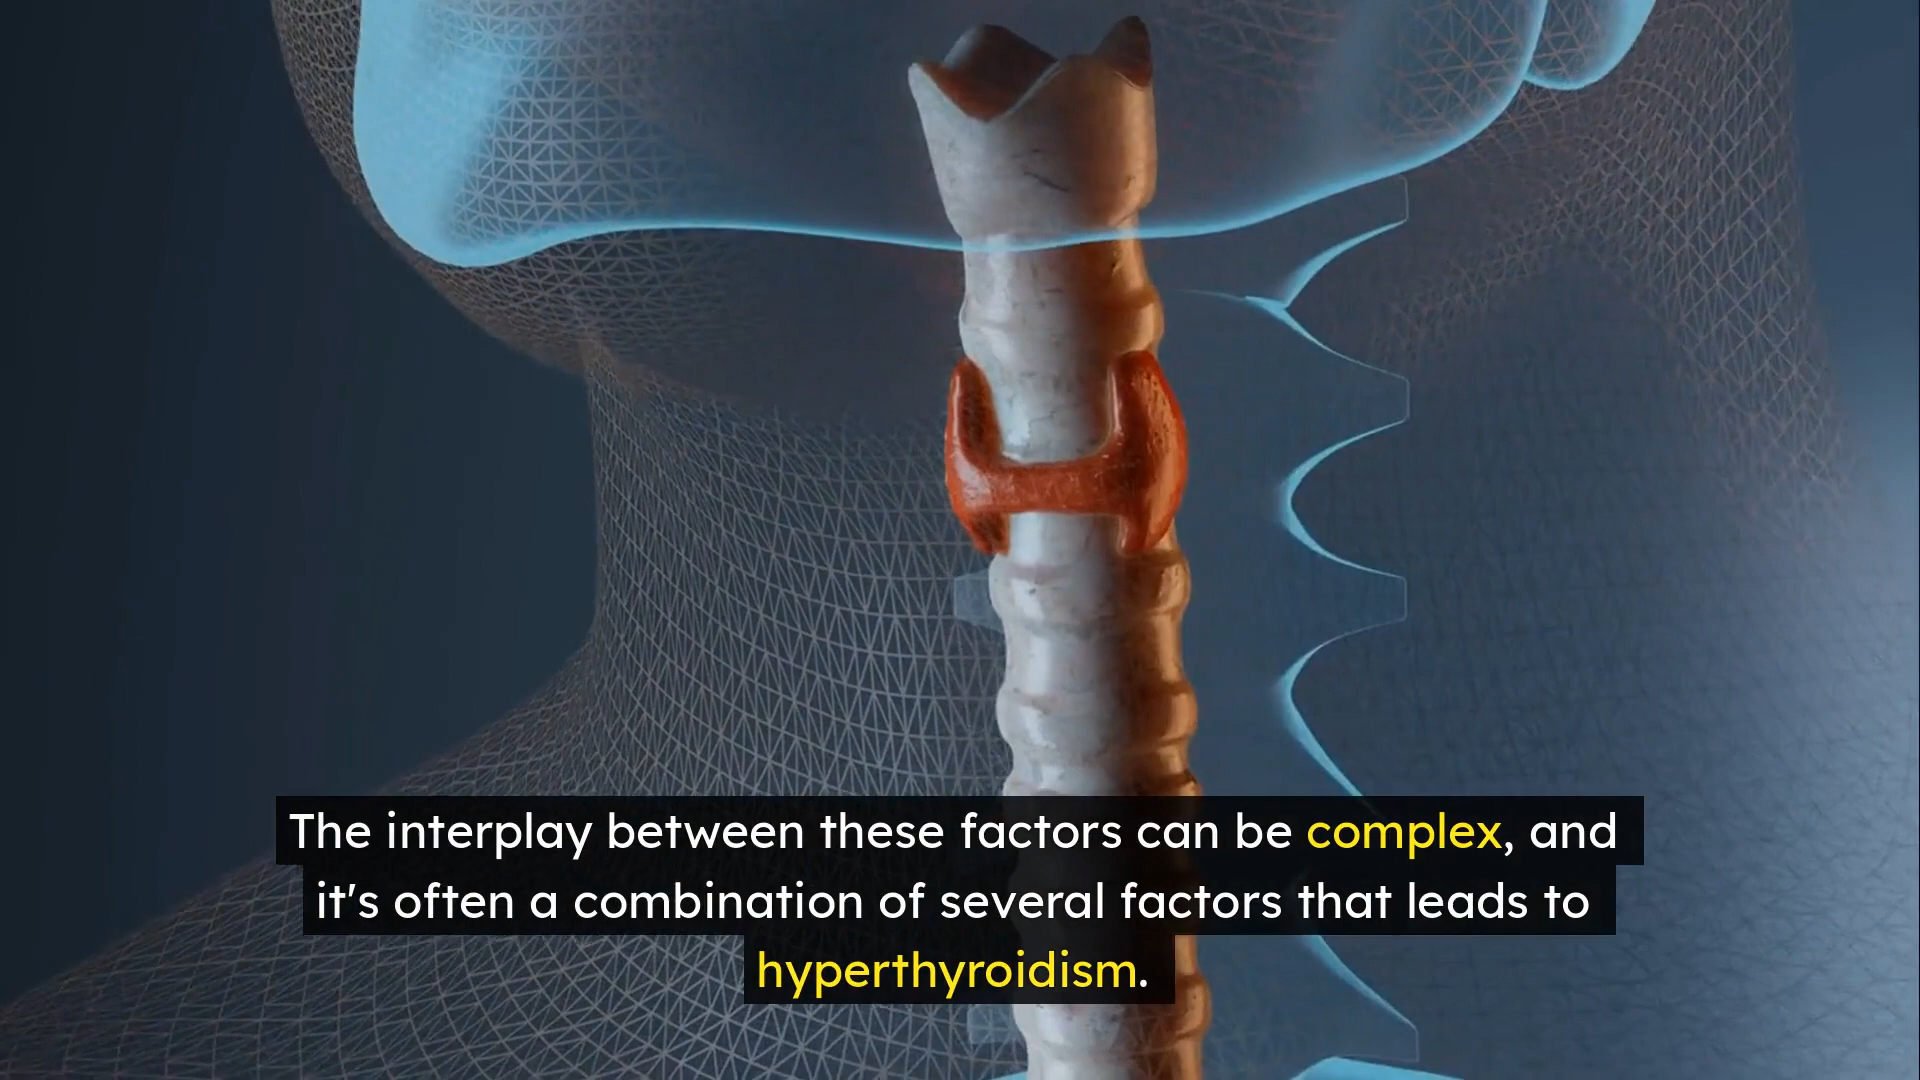 The interplay between these factors can be complex, and
it's often a combination of several factors that leads to
hyperthyroidism.